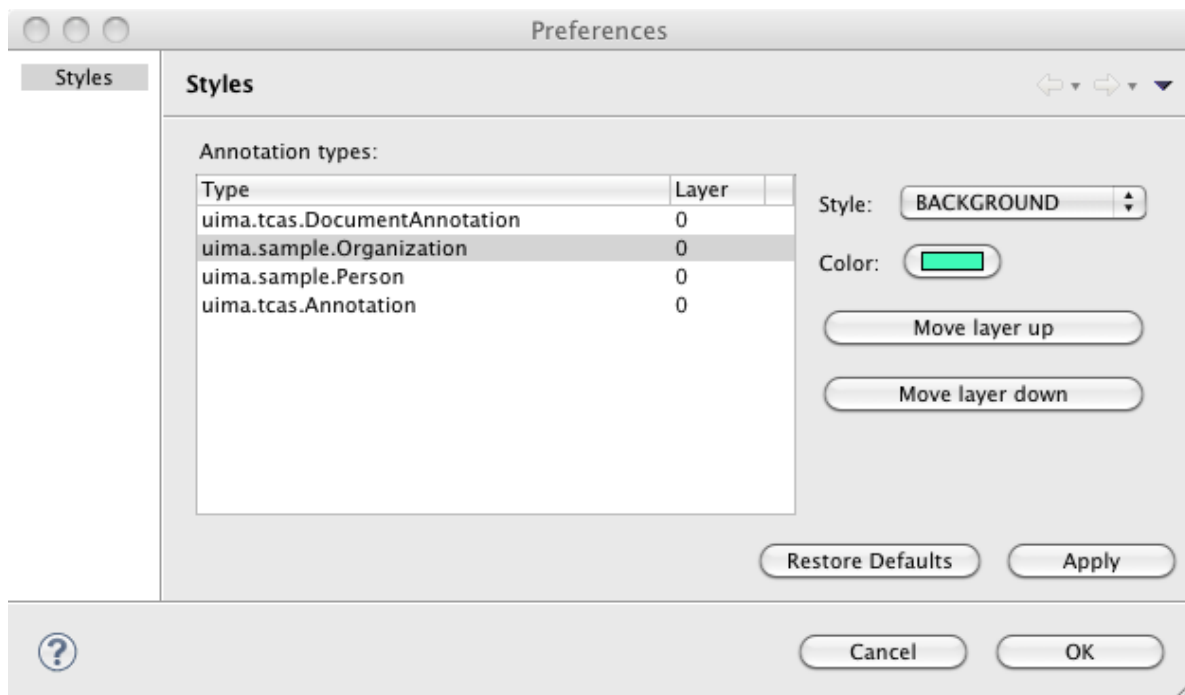 Preferences
Styles
Styles
Annotation types:
Type Layer
uima.tcas.DocumentAnnotation 0
uima.sample.Organization 0
uima.sample.Person 0
uima.tcas.Annotation 0
Style: BACKGROUND
Color:
Move layer up
Move layer down
Restore Defaults Apply
? Cancel OK